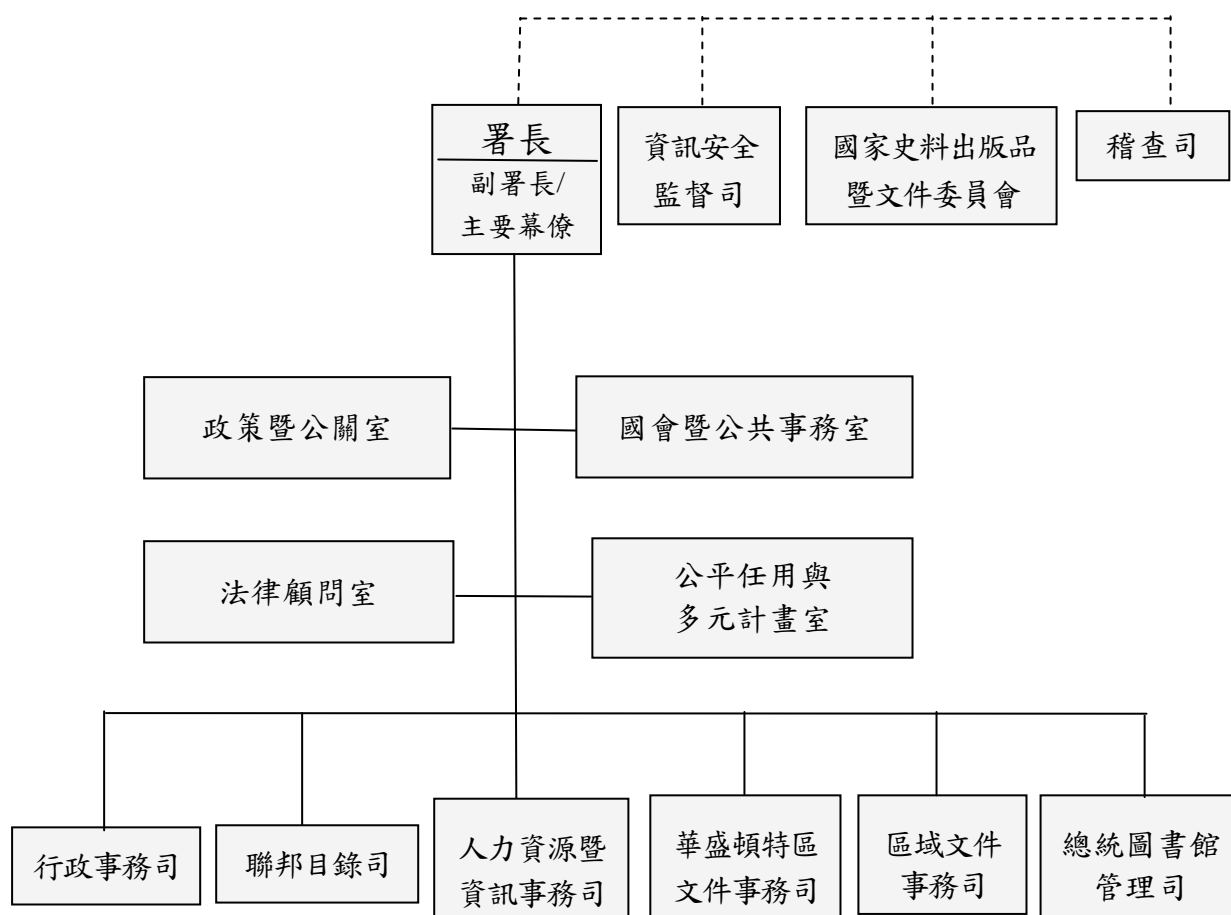 署長
副署長/
主要幕僚
資訊安全
監督司
國家史料出版品
暨文件委員會
稽查司
政策暨公關室
國會暨公共事務室
法律顧問室
公平任用與
多元計畫室
行政事務司
聯邦目錄司
人力資源暨
資訊事務司
華盛頓特區
文件事務司
區域文件
事務司
總統圖書館
管理司